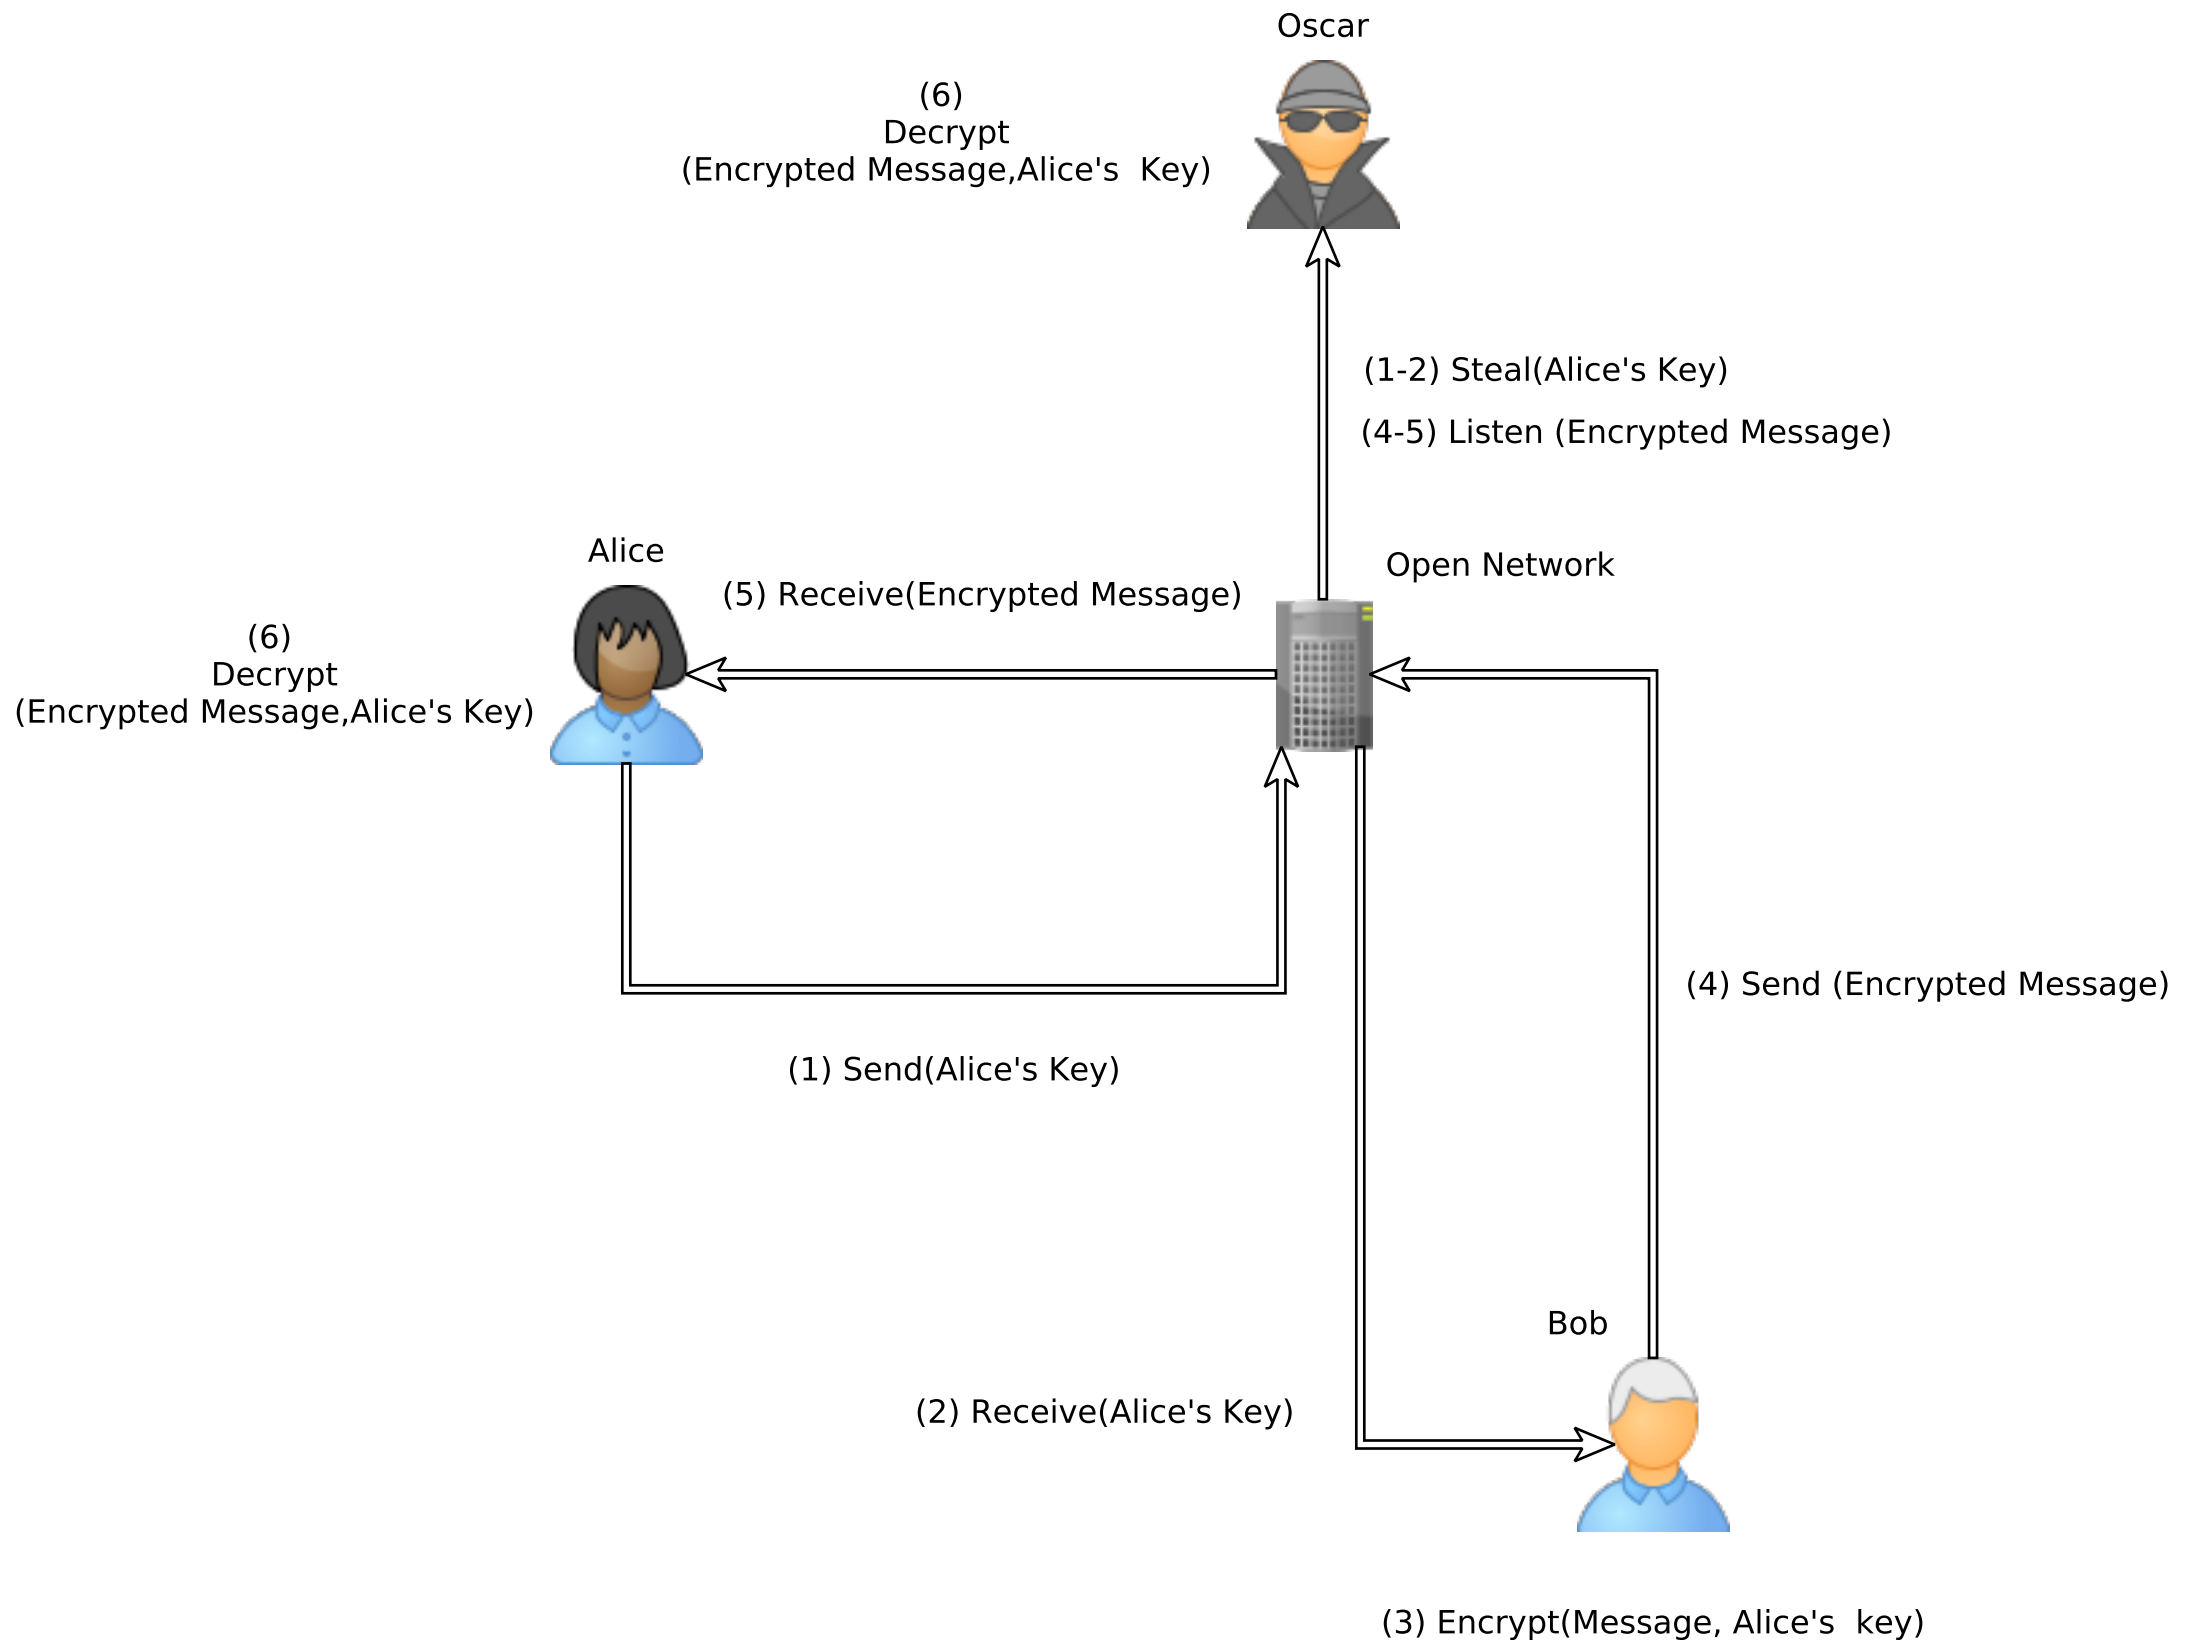 Oscar
(6)
Decrypt
(Encrypted Message,Alice's  Key)
(1-2) Steal(Alice's Key)
(4-5) Listen (Encrypted Message)
Alice
Open Network
(5) Receive(Encrypted Message)
(6)
Decrypt
(Encrypted Message,Alice's Key)
(4) Send (Encrypted Message)
(1) Send(Alice's Key)
Bob
(2) Receive(Alice's Key)
(3) Encrypt(Message, Alice's  key)